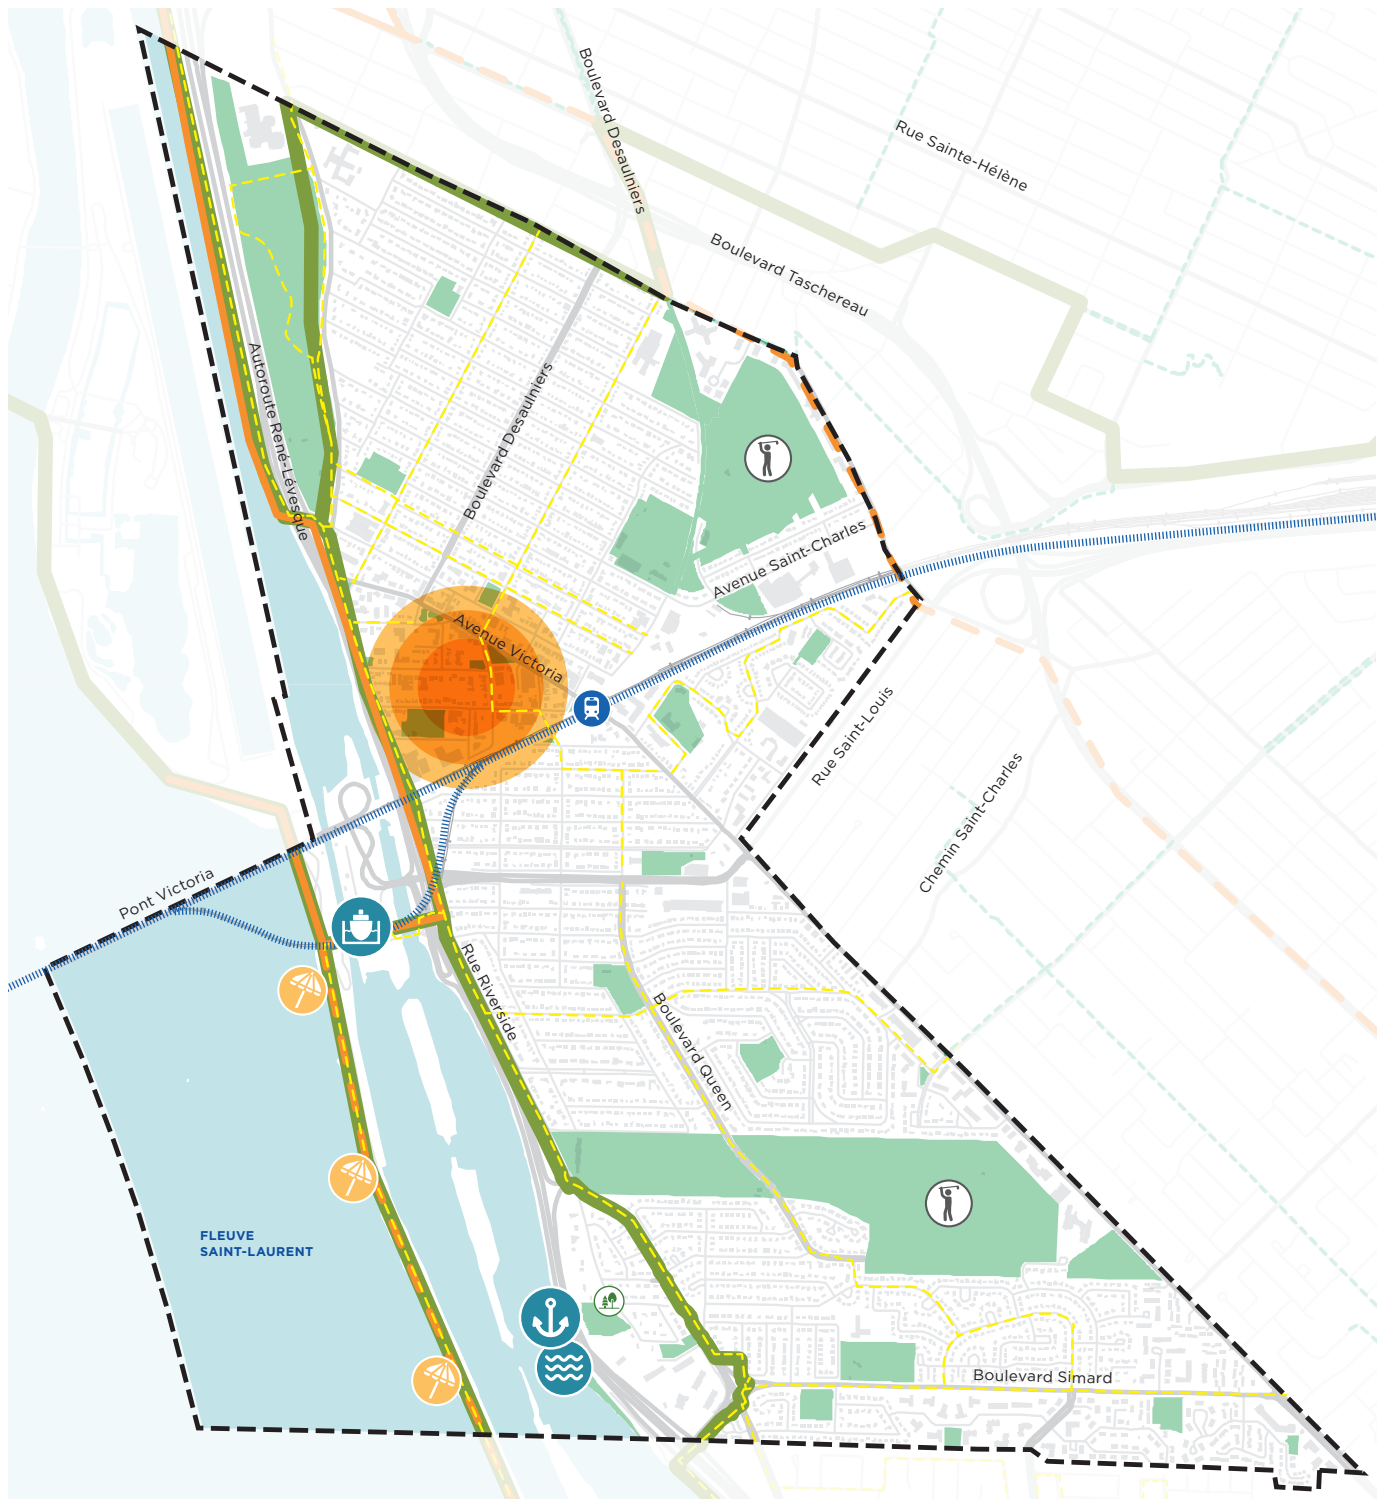 Boulevard Desaulniers
Rue Sainte-Hélène
Boulevard Taschereau
Autoroute René-Lévesque
Boulevard Desaulniers
Avenue Saint-Charles
Avenue Victoria
Rue Saint-Louis
Chemin Saint-Charles
Pont Victoria
Rue Riverside
Boulevard Queen
FLEUVE
SAINT-LAURENT
Boulevard Simard